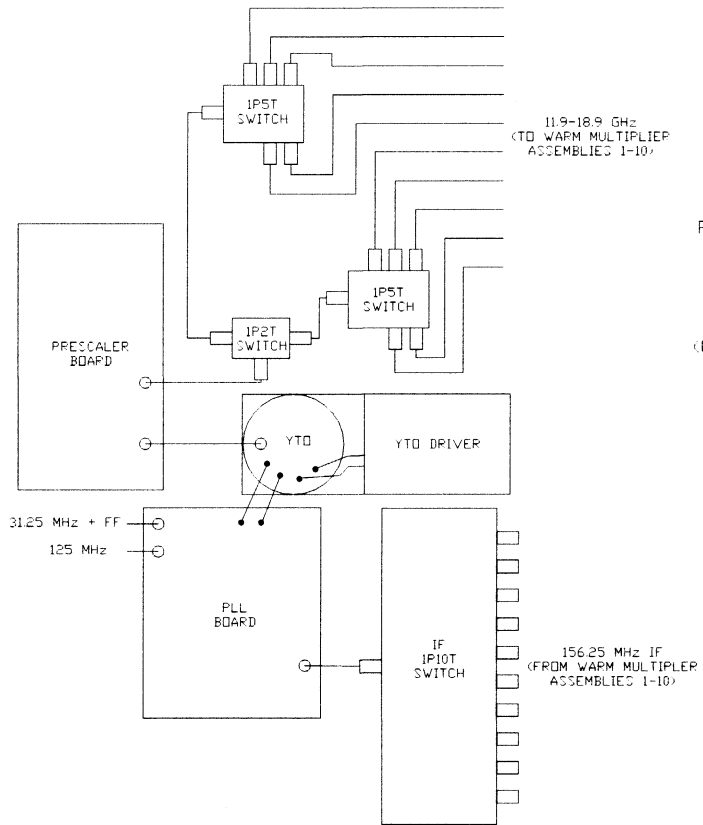 1P5T
SWITCH
11.9-18.9 GHz
(TO WARM MULTIPLIER
ASSEMBLIES 1-10)
1P5T
SWITCH
1P2T
SWITCH
PRESCALER
BOARD
YTO
YTO DRIVER
31.25 MHz + FF
125 MHz
PLL
BOARD
IF
1P10T
SWITCH
156.25 MHz IF
(FROM WARM MULTIPLER
ASSEMBLIES 1-10)